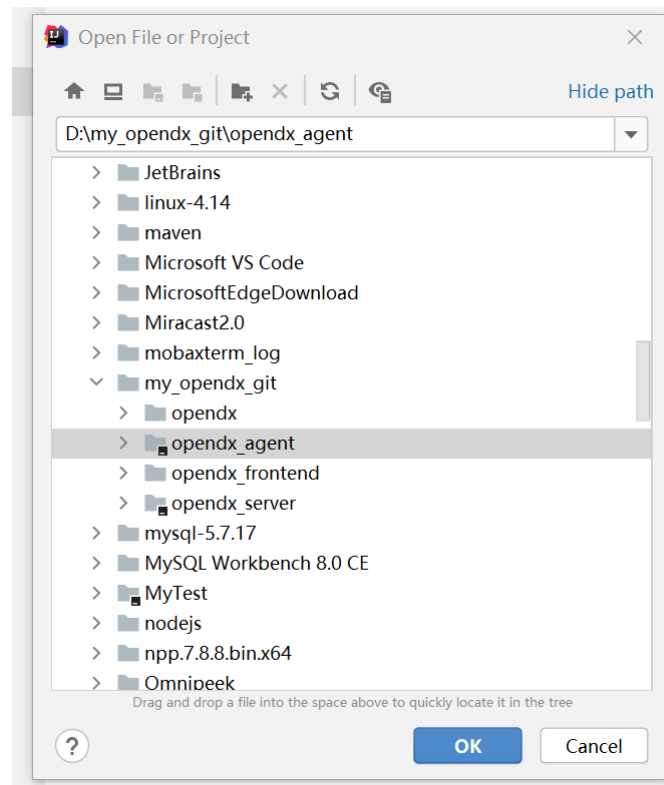 Open File or Project
Hide path
D:\my_opendx_git\opendx_agent
JetBrains
linux-4.14
maven
Microsoft VS Code
MicrosoftEdgeDownload
Miracast2.0
mobaxterm_log
my_opendx_git
opendx
opendx_agent
opendx_frontend
opendx_server
mysql-5.7.17
MySQL Workbench 8.0 CE
MyTest
nodejs
npp.7.8.8.bin.x64
Omnipeek
Drag and drop a file into the space above to quickly locate it in the tree
? OK Cancel